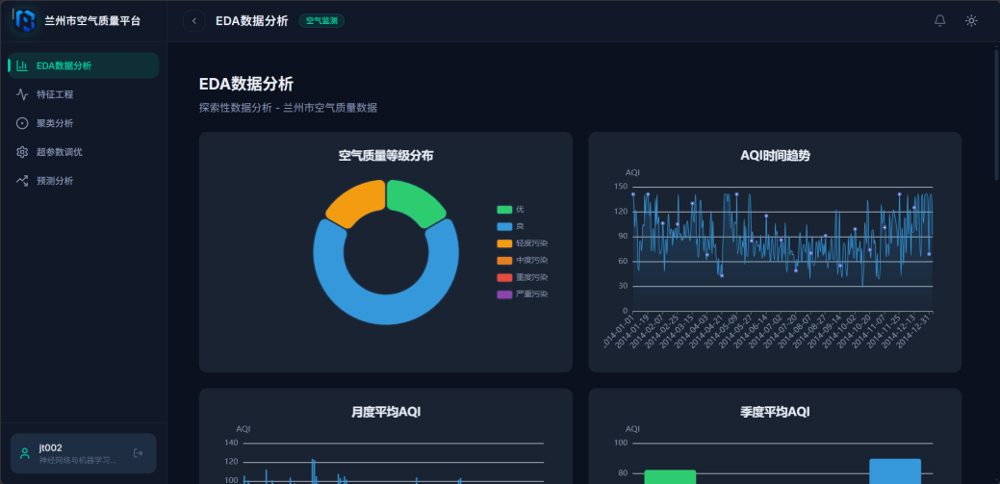 兰州市空气质量平台
EDA数据分析
空气监测
EDA数据分析
特征工程
聚类分析
超参数调优
预测分析
EDA数据分析
探索性数据分析 - 兰州市空气质量数据
空气质量等级分布
优
良
轻度污染
中度污染
重度污染
严重污染
AQI时间趋势
AQI
150
120
90
60
30
0
2014-01-01
2014-01-19
2014-02-07
2014-02-25
2014-03-15
2014-04-03
2014-04-21
2014-05-09
2014-05-27
2014-06-14
2014-07-02
2014-07-20
2014-08-07
2014-08-27
2014-09-14
2014-10-02
2014-10-20
2014-11-07
2014-11-25
2014-12-13
2014-12-31
月度平均AQI
AQI
140
120
100
季度平均AQI
AQI
100
80
jt002
神经网络与机器学习...